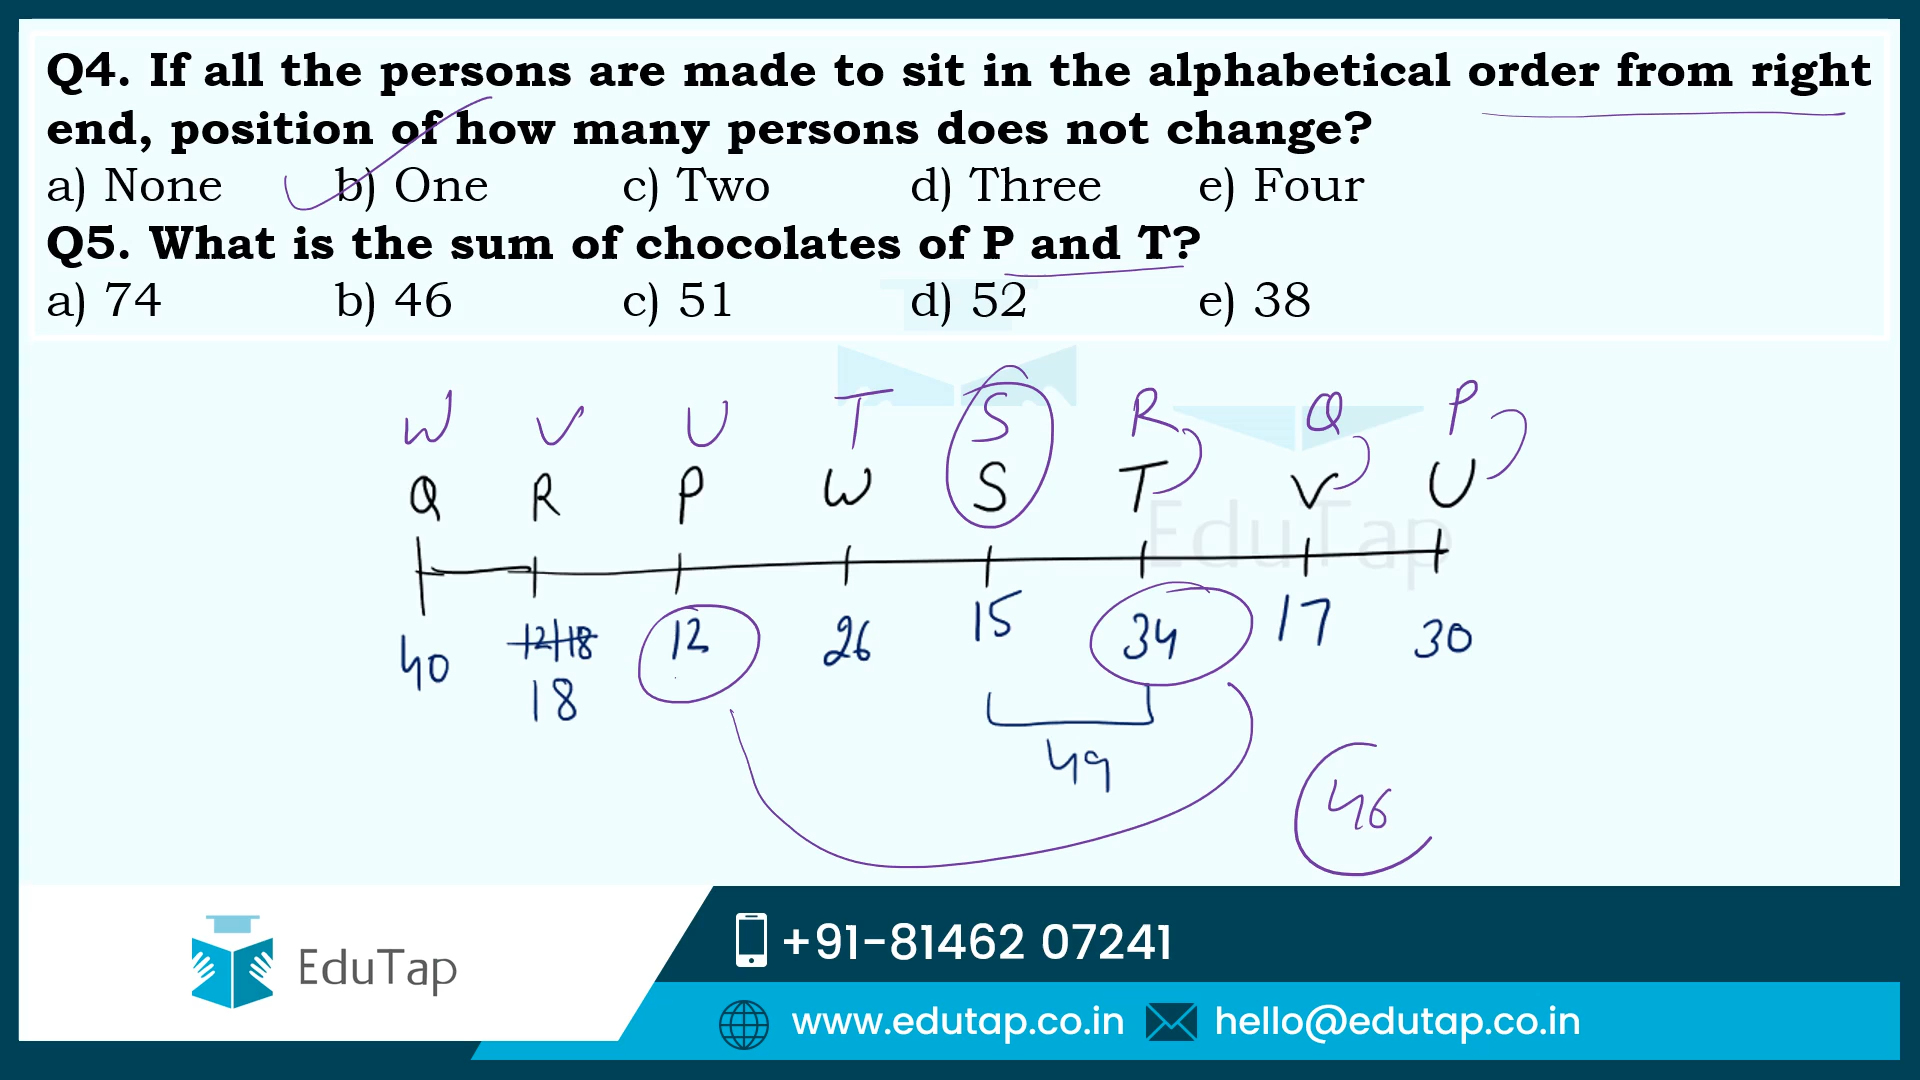 Q4. If all the persons are made to sit in the alphabetical order from right
end, position of how many persons does not change?
a) None b) One c) Two d) Three e) Four
Q5. What is the sum of chocolates of P and T?
a) 74 b) 46 c) 51 d) 52 e) 38
W V U T S R Q P
Q R P W S T V U
EduTap
40 12/18 12 26 15 34 17 30
18
49
46
EduTap
+91-81462 07241
www.edutap.co.in hello@edutap.co.in